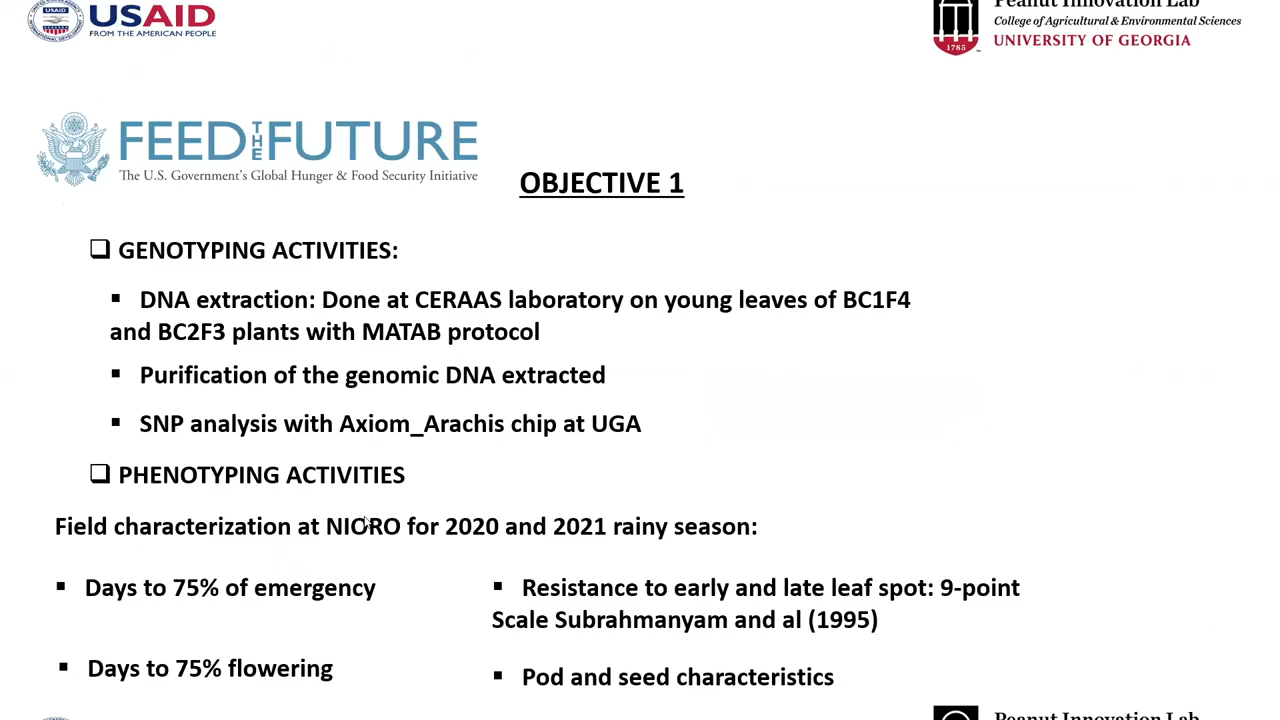 USAID
FROM THE AMERICAN PEOPLE
Peanut Innovation Lab
College of Agricultural & Environmental Sciences
UNIVERSITY OF GEORGIA
1785
FEED THE FUTURE
The U.S. Government's Global Hunger & Food Security Initiative
OBJECTIVE 1
GENOTYPING ACTIVITIES:
DNA extraction: Done at CERAAS laboratory on young leaves of BC1F4
and BC2F3 plants with MATAB protocol
Purification of the genomic DNA extracted
SNP analysis with Axiom_Arachis chip at UGA
PHENOTYPING ACTIVITIES
Field characterization at NIORO for 2020 and 2021 rainy season:
Days to 75% of emergency
Resistance to early and late leaf spot: 9-point
Scale Subrahmanyam and al (1995)
Days to 75% flowering
Pod and seed characteristics
Peanut Innovation Lab